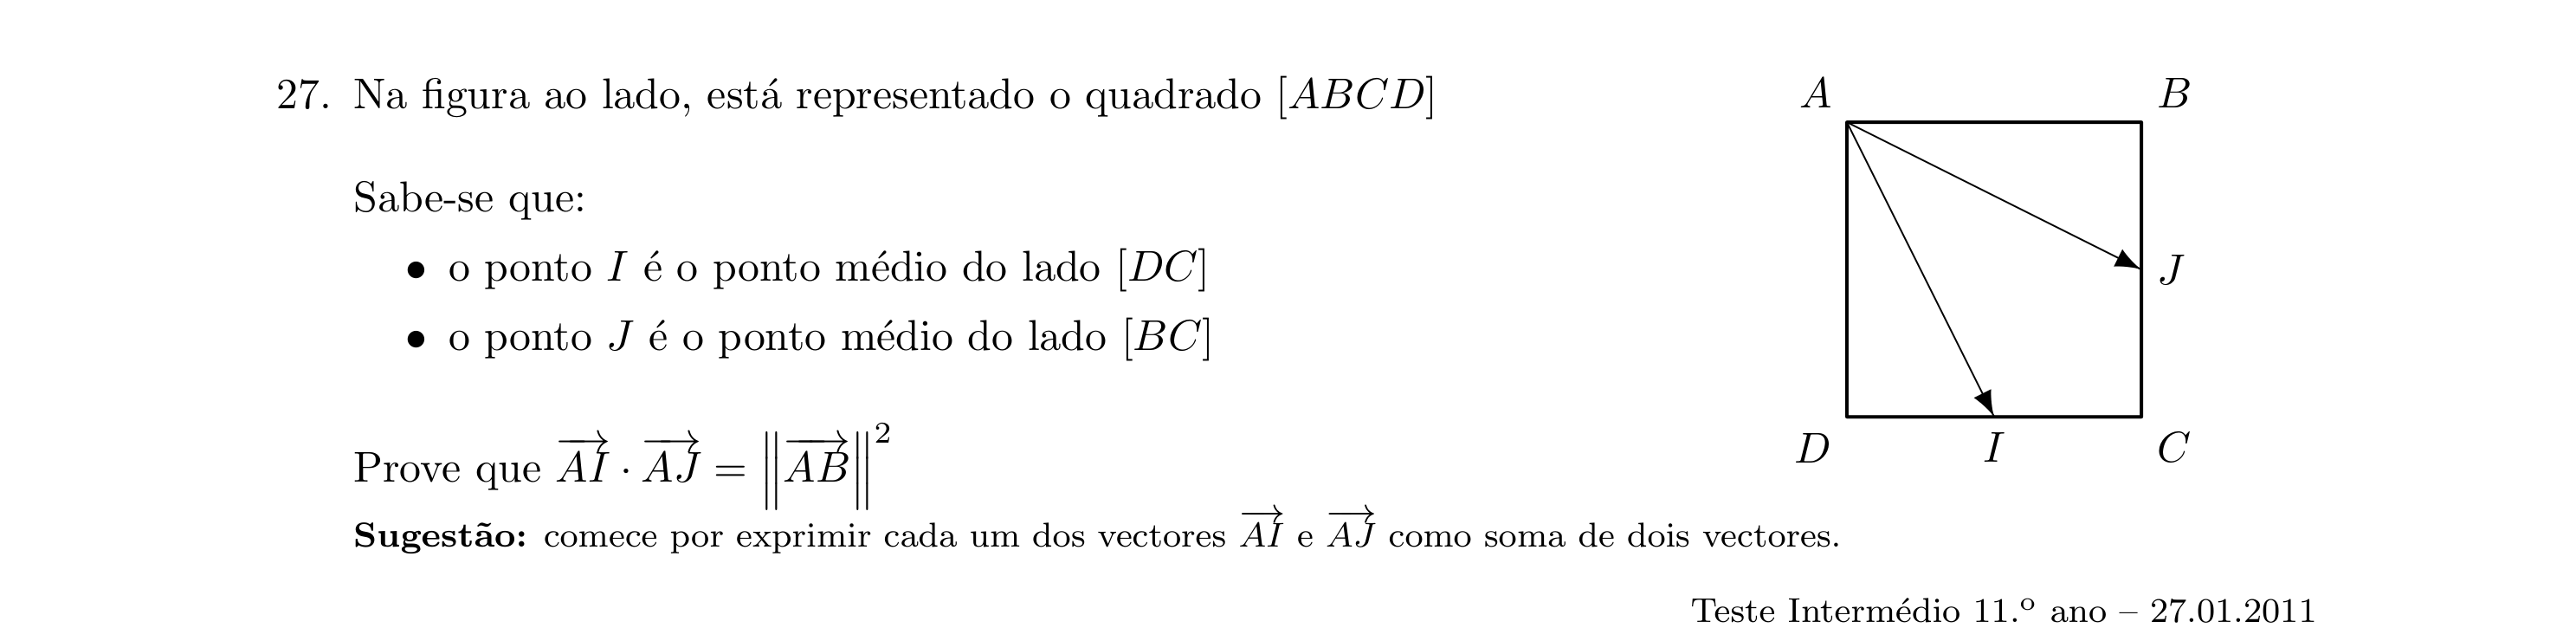 27. Na figura ao lado, está representado o quadrado [ABCD]
Sabe-se que:
• o ponto I é o ponto médio do lado [DC]
• o ponto J é o ponto médio do lado [BC]
Prove que $\overrightarrow{AI} \cdot \overrightarrow{AJ} = \left\| \overrightarrow{AB} \right\|^2$
Sugestão: comece por exprimir cada um dos vectores $\overrightarrow{AI}$ e $\overrightarrow{AJ}$ como soma de dois vectores.
A
B
J
D
I
C
Teste Intermédio 11.º ano – 27.01.2011